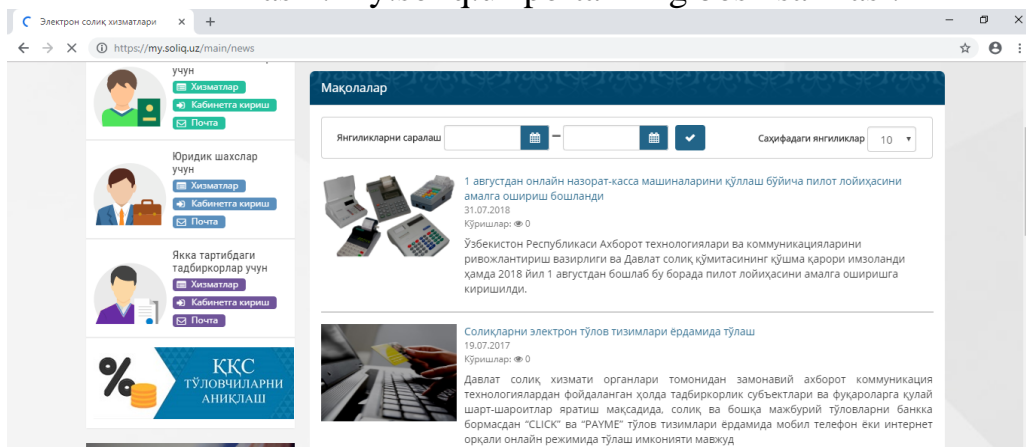 Электрон солиқ хизматлари
https://my.soliq.uz/main/news
учун
Хизматлар
Кабинетга кириш
Почта
Юридик шахслар
учун
Хизматлар
Кабинетга кириш
Почта
Якка тартибдаги
тадбиркорлар учун
Хизматлар
Кабинетга кириш
Почта
ҚҚС
ТЎЛОВЧИЛАРНИ
АНИҚЛАШ
Мақолалар
Янгиликларни саралаш
Саҳифадаги янгиликлар 10
1 августдан онлайн назорат-касса машиналарини қўллаш бўйича пилот лойиҳасини
амалга ошириш бошланди
31.07.2018
Кўришлар: 0
Ўзбекистон Республикаси Ахборот технологиялари ва коммуникацияларини
ривожлантириш вазирлиги ва Давлат солиқ қўмитасининг қўшма қарори имзоланди
ҳамда 2018 йил 1 августдан бошлаб бу борада пилот лойиҳасини амалга оширишга
киришилди.
Солиқларни электрон тўлов тизимлари ёрдамида тўлаш
19.07.2017
Кўришлар: 0
Давлат солиқ хизмати органлари томонидан замонавий ахборот коммуникация
технологиялардан фойдаланган ҳолда тадбиркорлик субъектлари ва фуқароларга қулай
шарт-шароитлар яратиш мақсадида, солиқ ва бошқа мажбурий тўловларни банкка
бормасдан “CLICK” ва “PAYME” тўлов тизимлари ёрдамида мобил телефон ёки интернет
орқали онлайн режимида тўлаш имконияти мавжуд